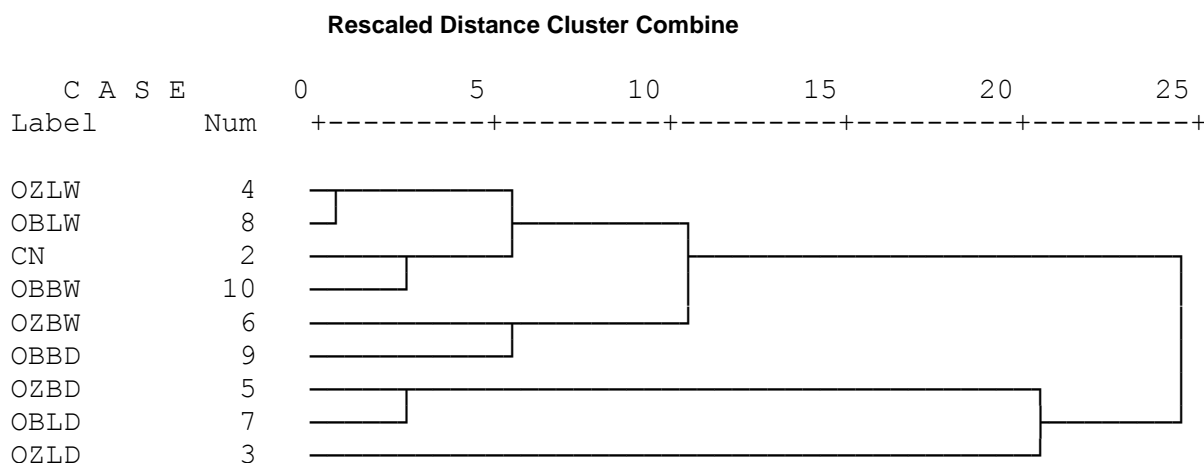 Rescaled Distance Cluster Combine
C A S E 0 5 10 15 20 25
Label Num +---------+---------+---------+---------+---------+
OZLW 4
OBLW 8
CN 2
OBBW 10
OZBW 6
OBBD 9
OZBD 5
OBLD 7
OZLD 3